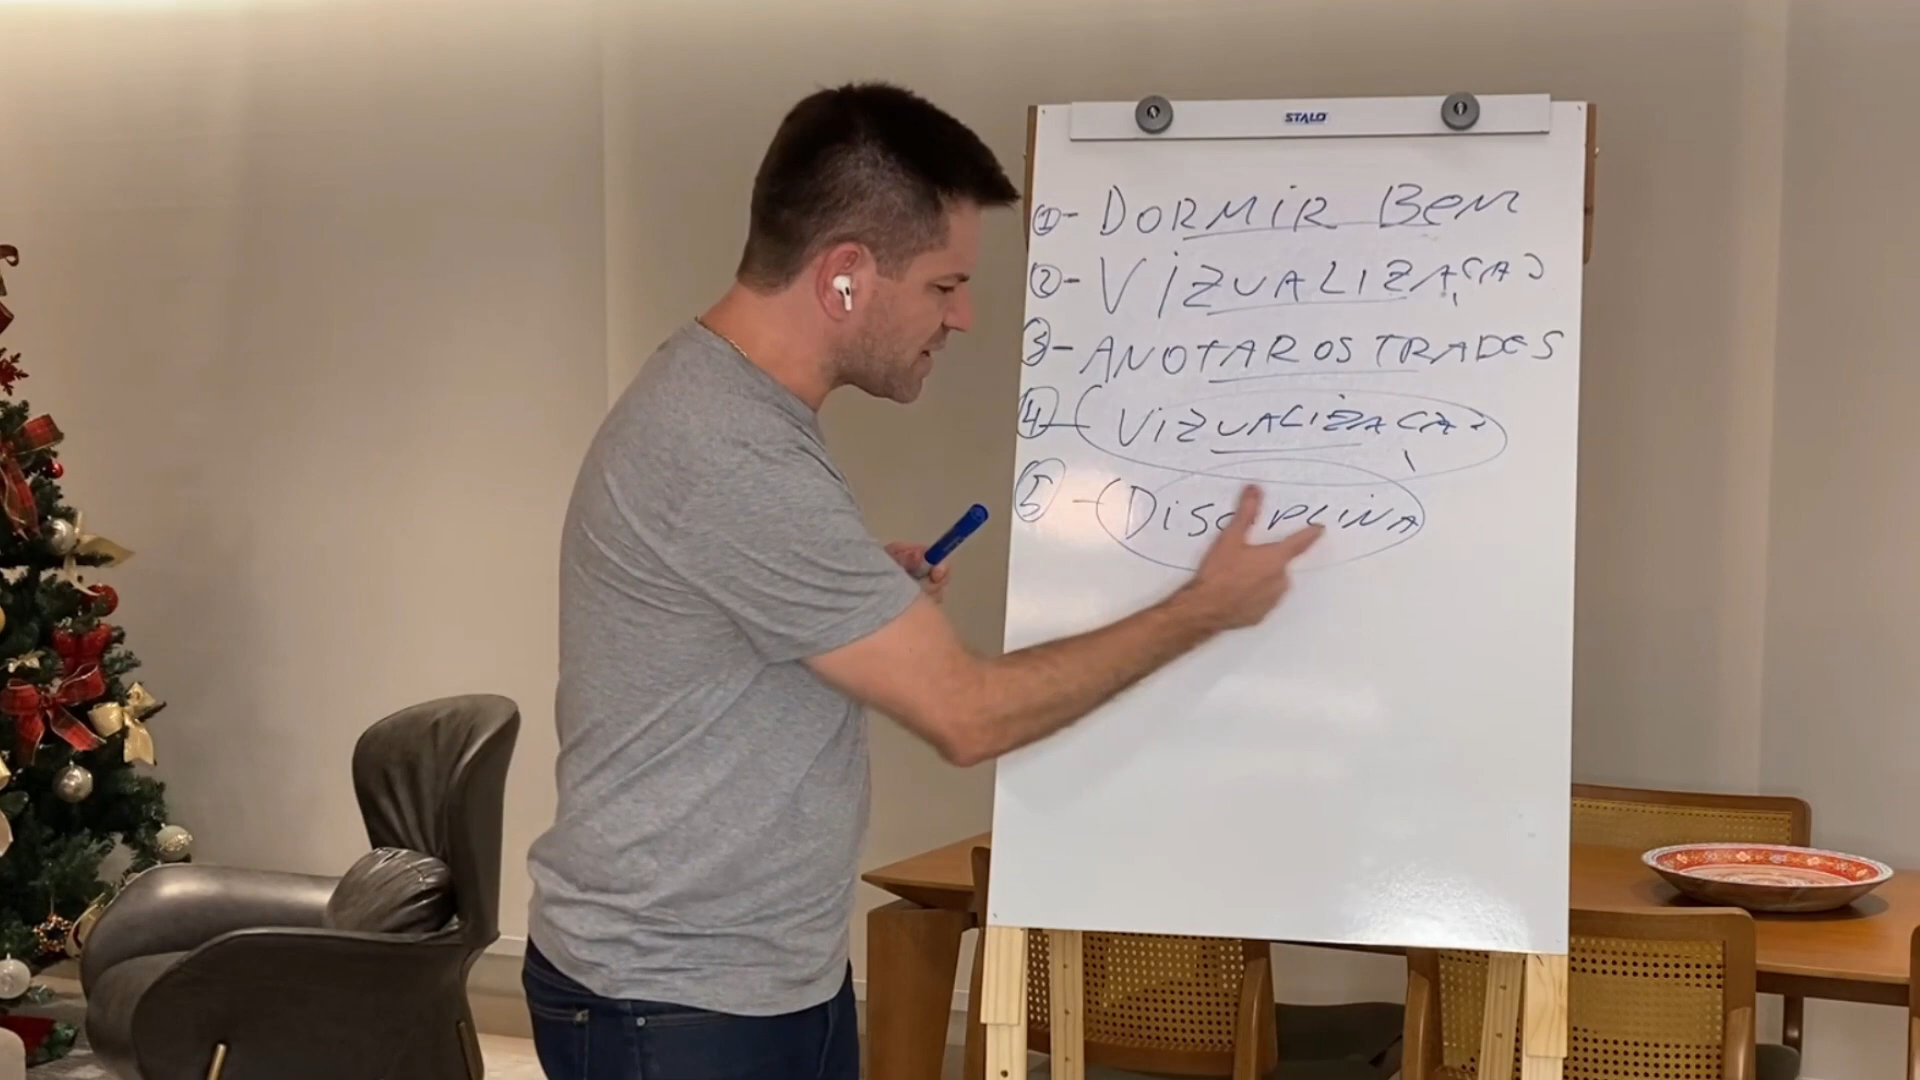 STALO
①- DORMIR BEM
②- VIZUALIZAÇÃO
③- ANOTAR OS TRADES
④- VIZUALIZAÇÃO
⑤- DISCIPLINA